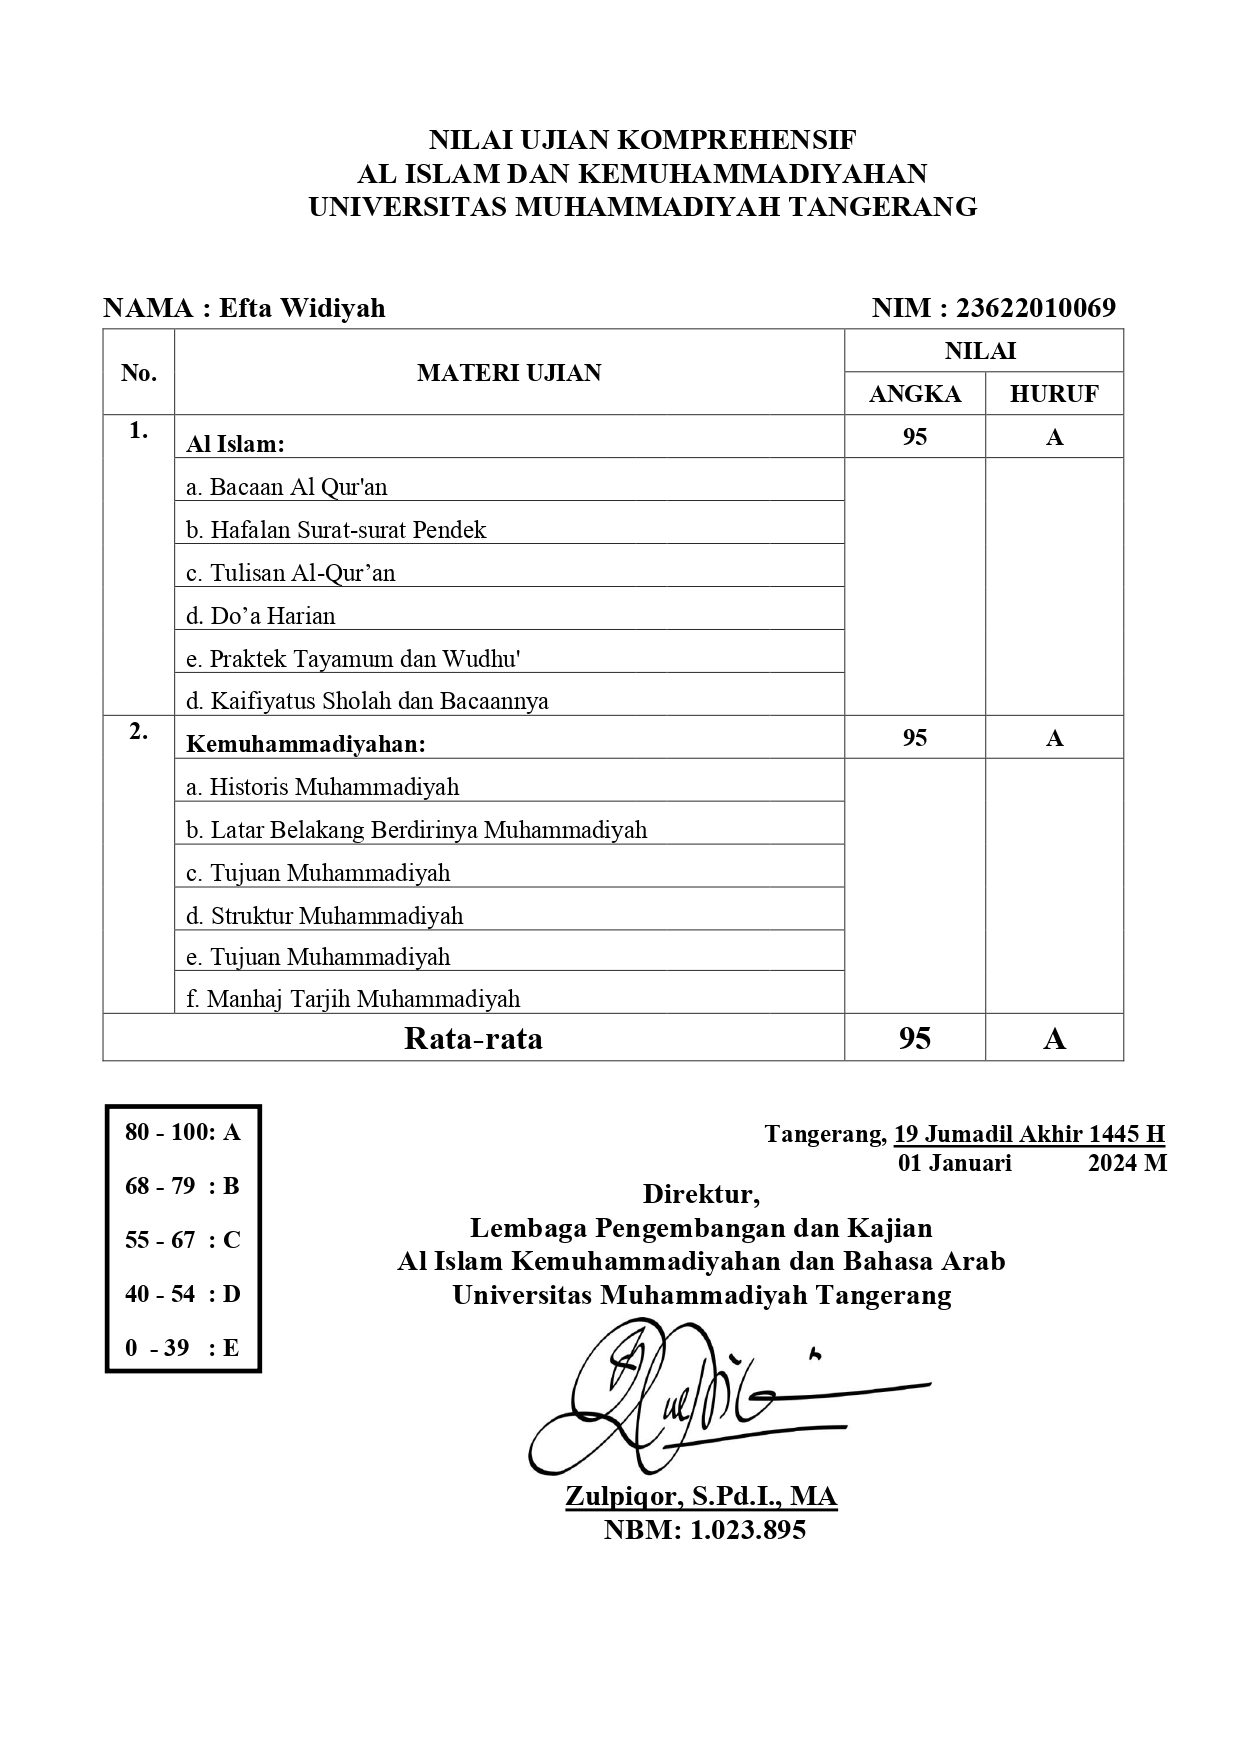 NILAI UJIAN KOMPREHENSIF
AL ISLAM DAN KEMUHAMMADIYAHAN
UNIVERSITAS MUHAMMADIYAH TANGERANG
NAMA : Efta Widiyah NIM : 23622010069
No. MATERI UJIAN NILAI
ANGKA HURUF
1. Al Islam: 95 A
a. Bacaan Al Qur'an
b. Hafalan Surat-surat Pendek
c. Tulisan Al-Qur’an
d. Do’a Harian
e. Praktek Tayamum dan Wudhu'
d. Kaifiyatus Sholah dan Bacaannya
2. Kemuhammadiyahan: 95 A
a. Historis Muhammadiyah
b. Latar Belakang Berdirinya Muhammadiyah
c. Tujuan Muhammadiyah
d. Struktur Muhammadiyah
e. Tujuan Muhammadiyah
f. Manhaj Tarjih Muhammadiyah
Rata-rata 95 A
80 - 100: A
68 - 79 : B
55 - 67 : C
40 - 54 : D
0 - 39 : E
Tangerang, 19 Jumadil Akhir 1445 H
01 Januari 2024 M
Direktur,
Lembaga Pengembangan dan Kajian
Al Islam Kemuhammadiyahan dan Bahasa Arab
Universitas Muhammadiyah Tangerang
Zulpiqor, S.Pd.I., MA
NBM: 1.023.895